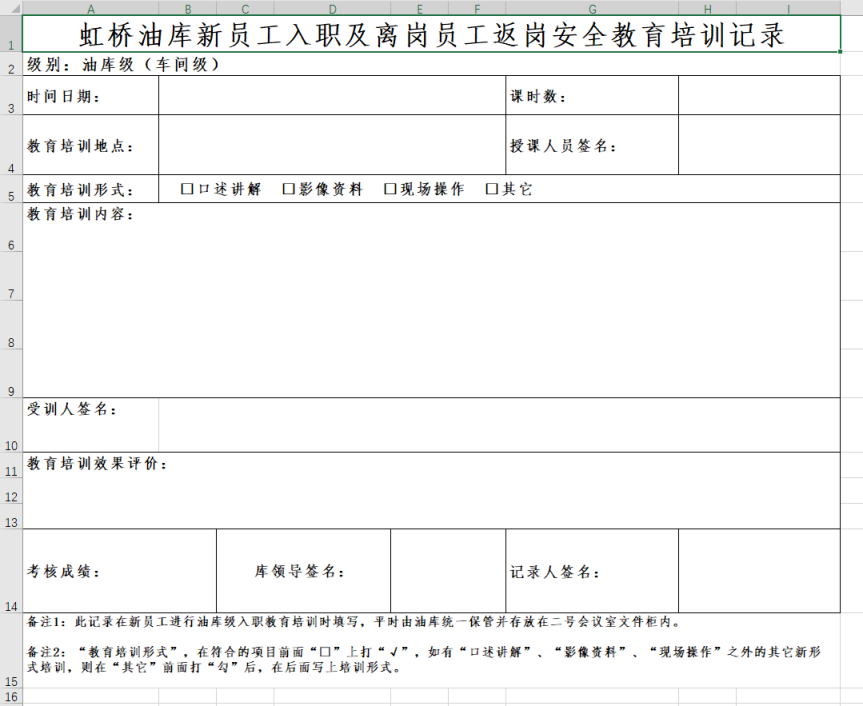 A B C D E F G H I
1 虹桥油库新员工入职及离岗员工返岗安全教育培训记录
2 级别：油库级（车间级）
3 时间日期： 课时数：
4 教育培训地点： 授课人员签名：
5 教育培训形式： 口口述讲解 口影像资料 口现场操作 口其它
6 教育培训内容：
7
8
9
10 受训人签名：
11 教育培训效果评价：
12
13
14 考核成绩： 库领导签名： 记录人签名：
备注1：此记录在新员工进行油库级入职教育培训时填写，平时由油库统一保管并存放在二号会议室文件柜内。
备注2：“教育培训形式”，在符合的项目前面“口”上打“√”，如有“口述讲解”、“影像资料”、“现场操作”之外的其它新形
15 式培训，则在“其它”前面打“勾”后，在后面写上培训形式。
16